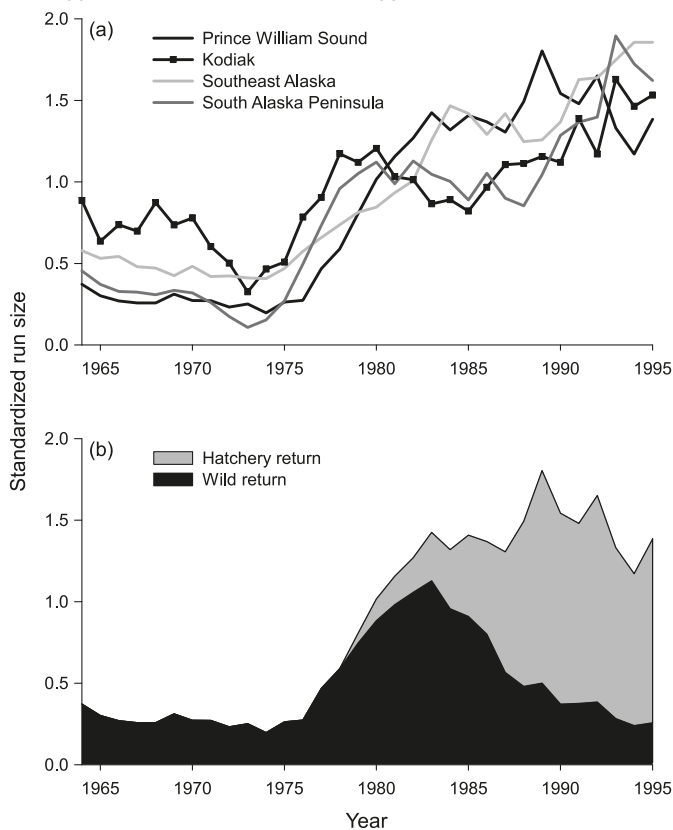 2.0
(a)
Prince William Sound
Kodiak
Southeast Alaska
South Alaska Peninsula
1.5
1.0
0.5
0.0
1965 1970 1975 1980 1985 1990 1995
Standardized run size
2.0
(b)
Hatchery return
Wild return
1.5
1.0
0.5
0.0
1965 1970 1975 1980 1985 1990 1995
Year